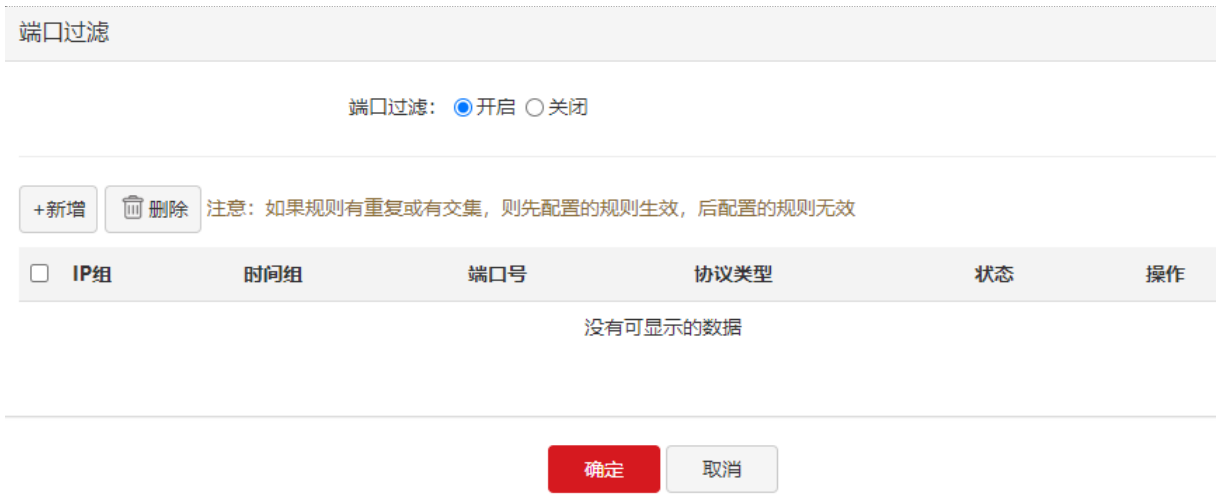 端口过滤
端口过滤： 开启 关闭
+新增 删除 注意：如果规则有重复或有交集，则先配置的规则生效，后配置的规则无效
IP组 时间组 端口号 协议类型 状态 操作
没有可显示的数据
确定 取消